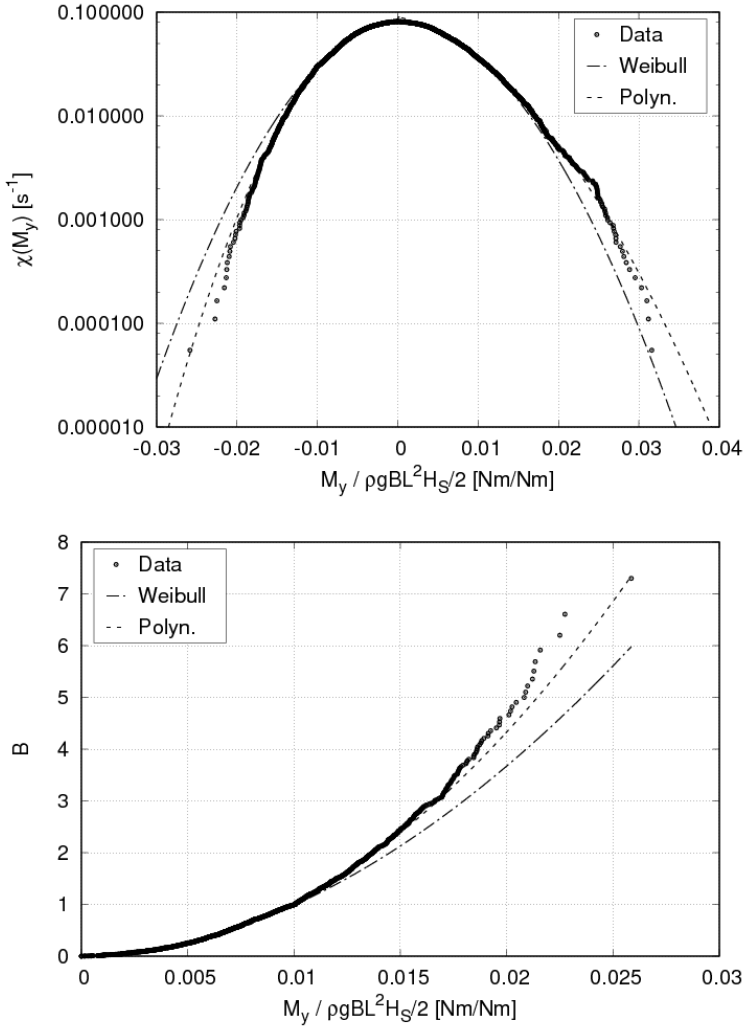 0.100000
0.010000
0.001000
0.000100
0.000010
χ(My) [s⁻¹]
Data
Weibull
Polyn.
-0.03 -0.02 -0.01 0 0.01 0.02 0.03 0.04
My / ρgBL²HS/2 [Nm/Nm]
8
7
6
5
4
3
2
1
0
B
Data
Weibull
Polyn.
0 0.005 0.01 0.015 0.02 0.025 0.03
My / ρgBL²HS/2 [Nm/Nm]